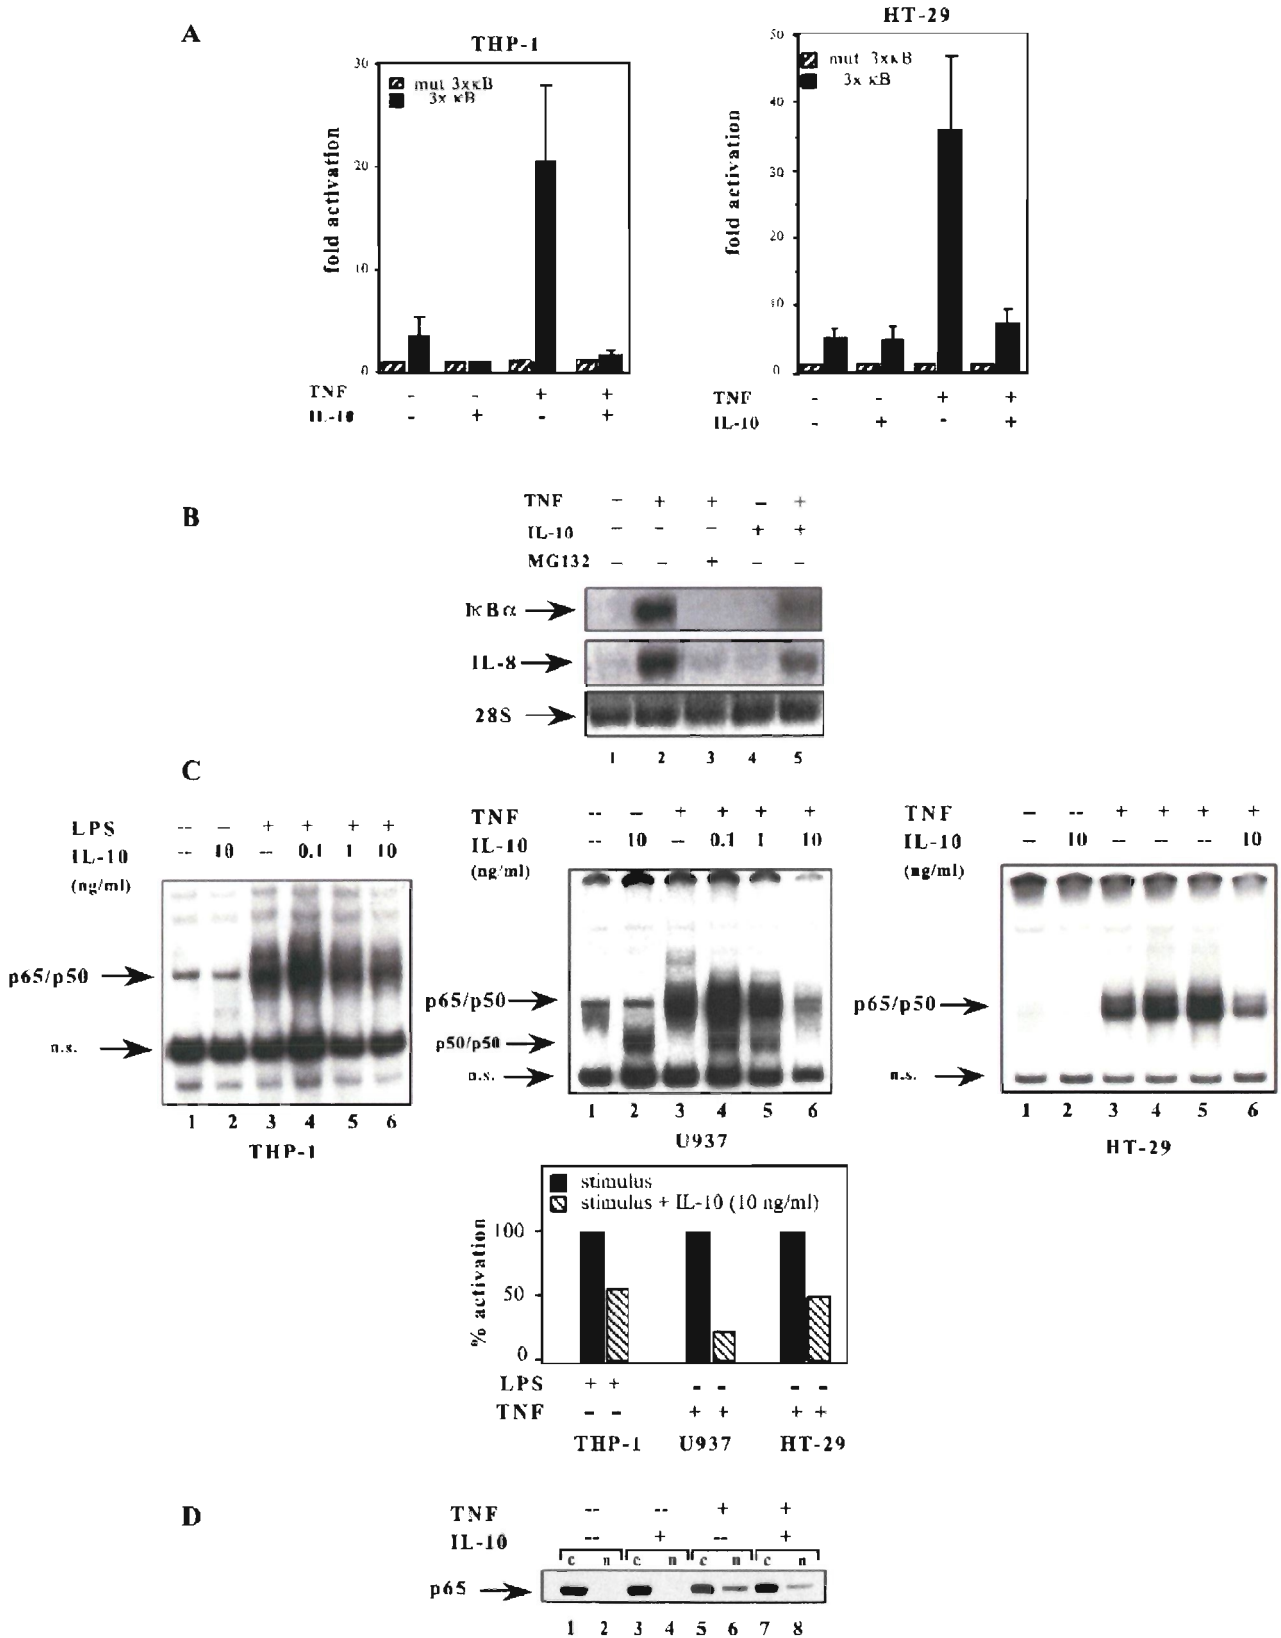 A
THP-1
30
mut 3xκB
3x κB
20
10
0
fold activation
TNF - - + +
IL-10 - + - +
HT-29
50
mut 3xκB
3x κB
40
30
20
10
0
fold activation
TNF - - + +
IL-10 - + - +
B
TNF - + + - +
IL-10 - - - + +
MG132 - - + - -
IκBα
IL-8
28S
1 2 3 4 5
C
LPS -- - + + + +
IL-10 -- 10 -- 0.1 1 10
(ng/ml)
p65/p50
n.s.
1 2 3 4 5 6
THP-1
TNF -- - + + + +
IL-10 -- 10 - 0.1 1 10
(ng/ml)
p65/p50
p50/p50
n.s.
1 2 3 4 5 6
U937
TNF - -- + + + +
IL-10 - 10 -- -- -- 10
(ng/ml)
p65/p50
n.s.
1 2 3 4 5 6
HT-29
stimulus
stimulus + IL-10 (10 ng/ml)
100
50
0
% activation
LPS + + - - - -
TNF - - + + + +
THP-1 U937 HT-29
D
TNF -- -- + +
IL-10 -- + -- +
c n c n c n c n
p65
1 2 3 4 5 6 7 8